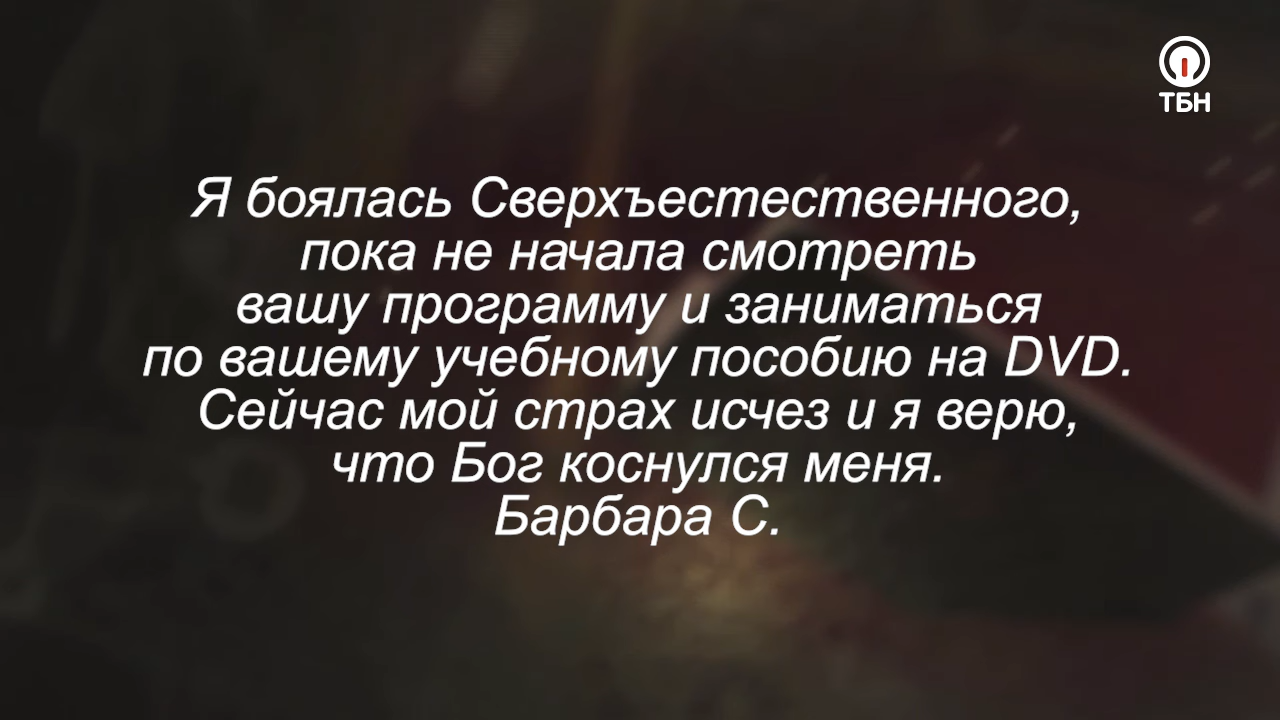 ТБН
Я боялась Сверхъестественного,
пока не начала смотреть
вашу программу и заниматься
по вашему учебному пособию на DVD.
Сейчас мой страх исчез и я верю,
что Бог коснулся меня.
Барбара С.